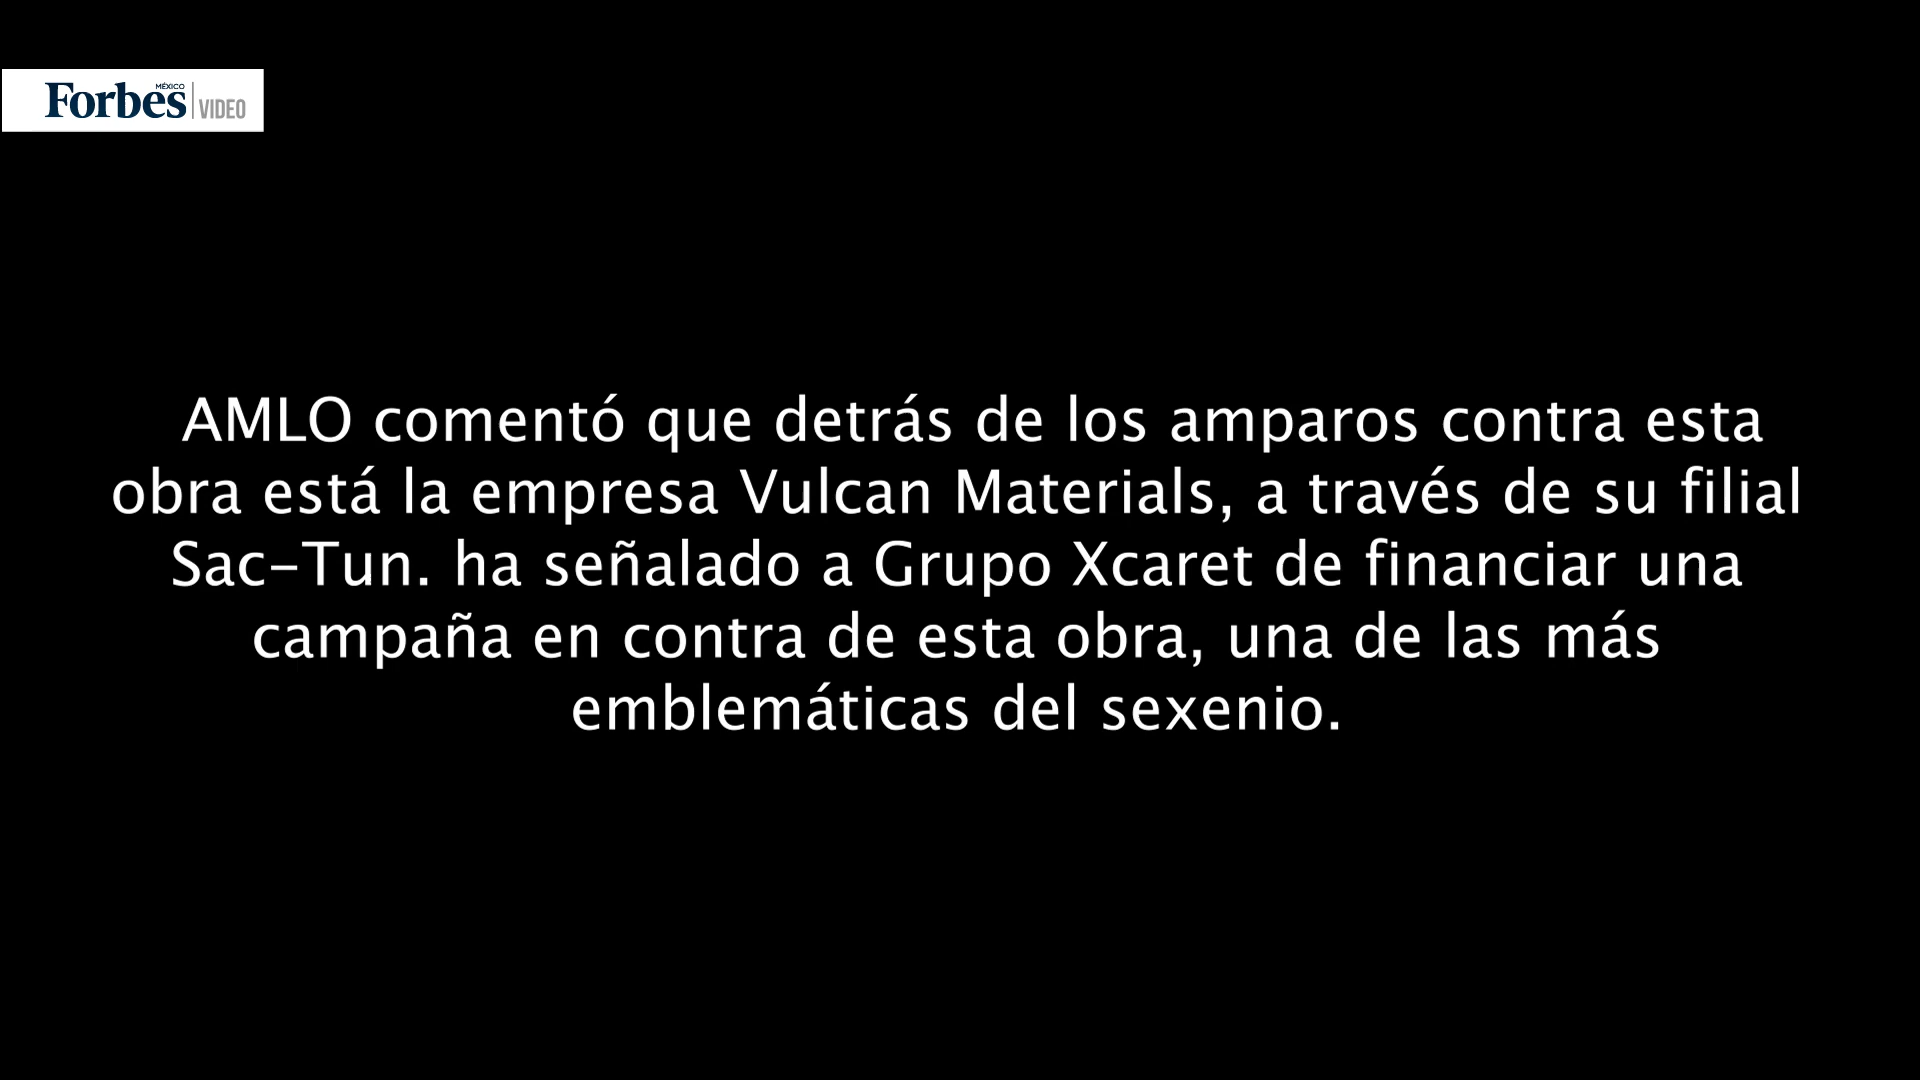 Forbes MÉXICO VIDEO
AMLO comentó que detrás de los amparos contra esta
obra está la empresa Vulcan Materials, a través de su filial
Sac-Tun. ha señalado a Grupo Xcaret de financiar una
campaña en contra de esta obra, una de las más
emblemáticas del sexenio.